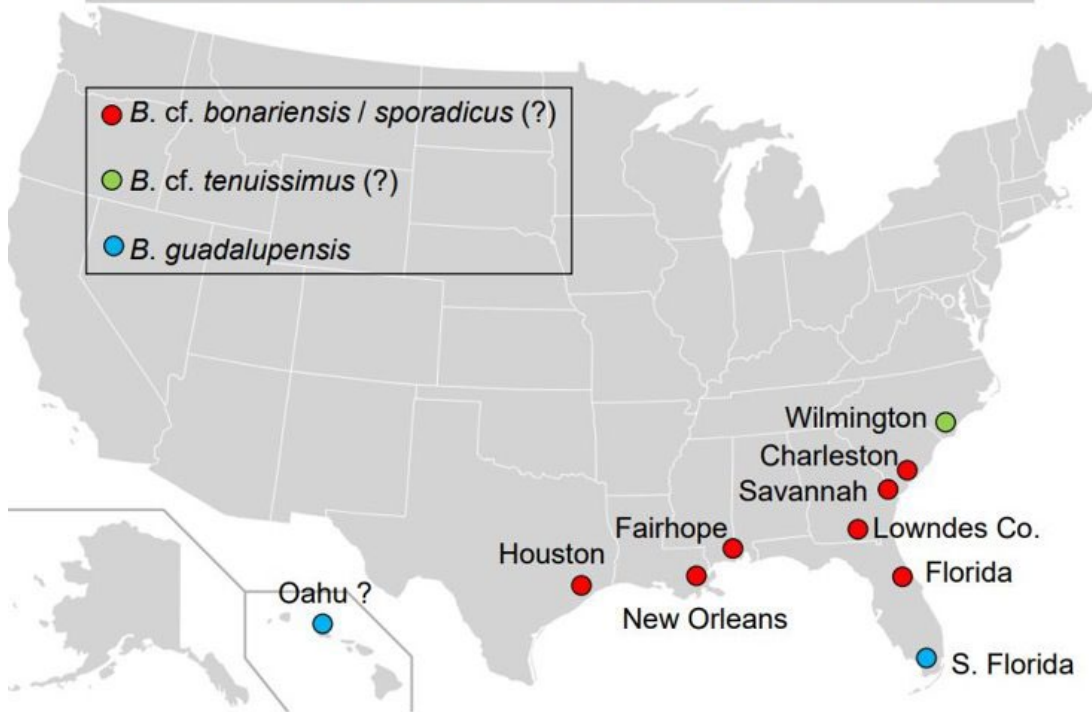 B. cf. bonariensis / sporadicus (?)
B. cf. tenuissimus (?)
B. guadalupensis
Wilmington
Charleston
Savannah
Lowndes Co.
Fairhope
Houston
Florida
New Orleans
Oahu ?
S. Florida